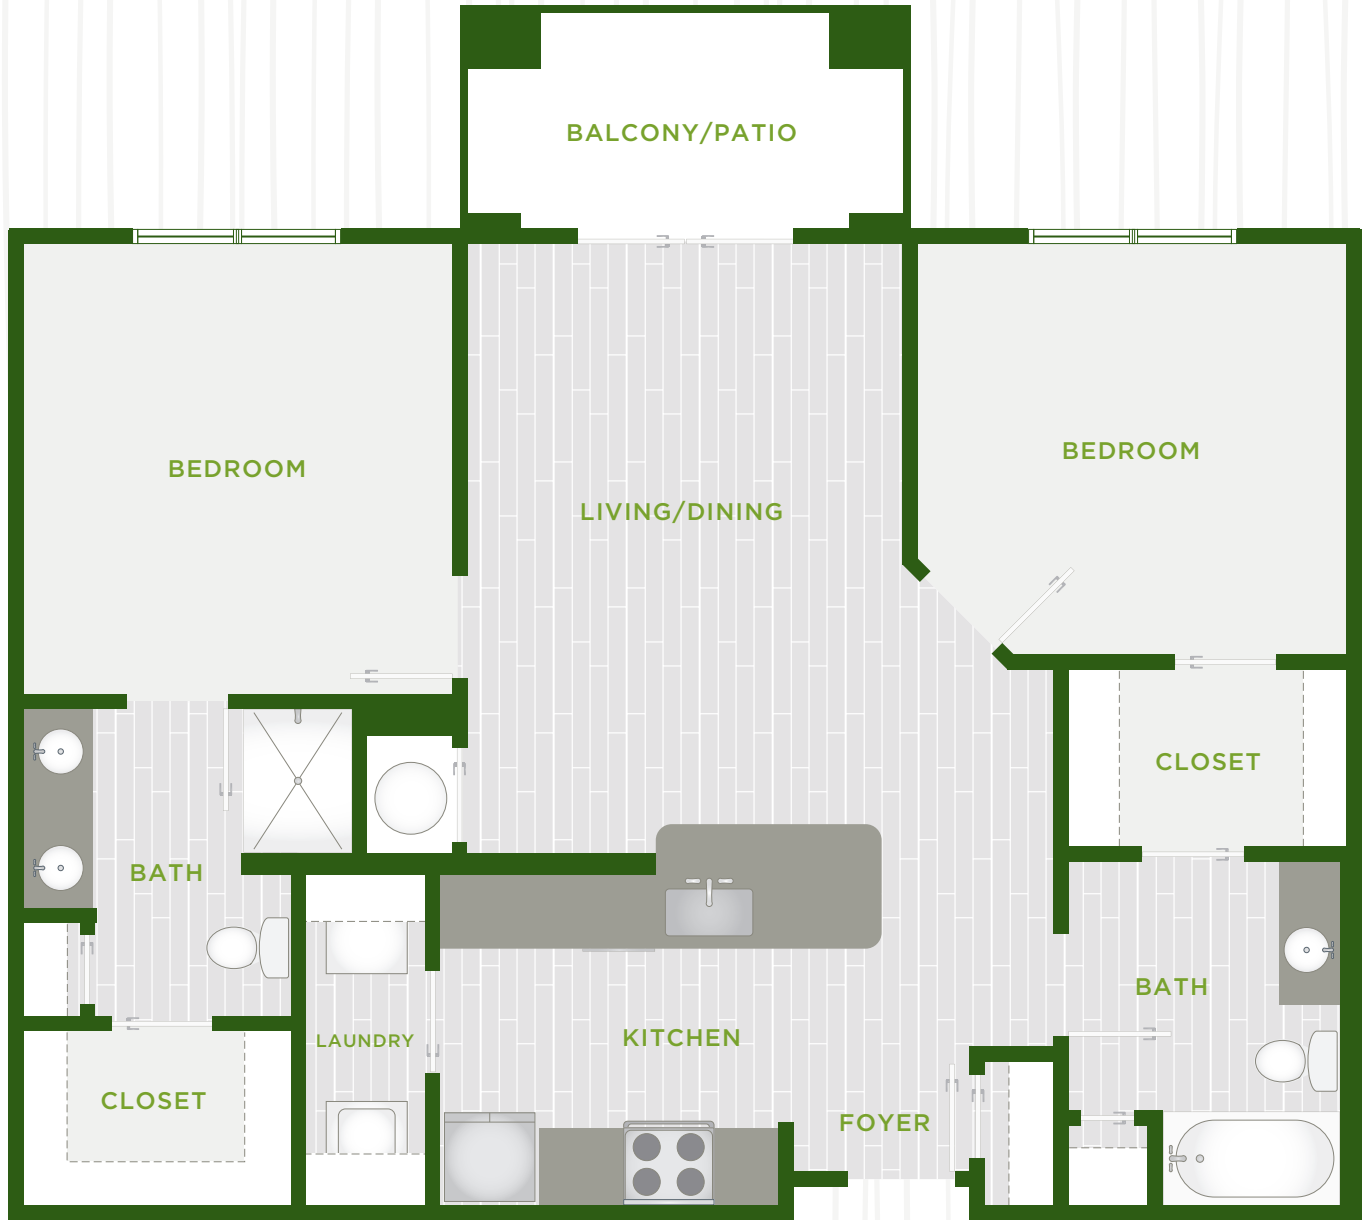 BALCONY/PATIO
BEDROOM
BEDROOM
LIVING/DINING
CLOSET
BATH
BATH
LAUNDRY
KITCHEN
CLOSET
FOYER